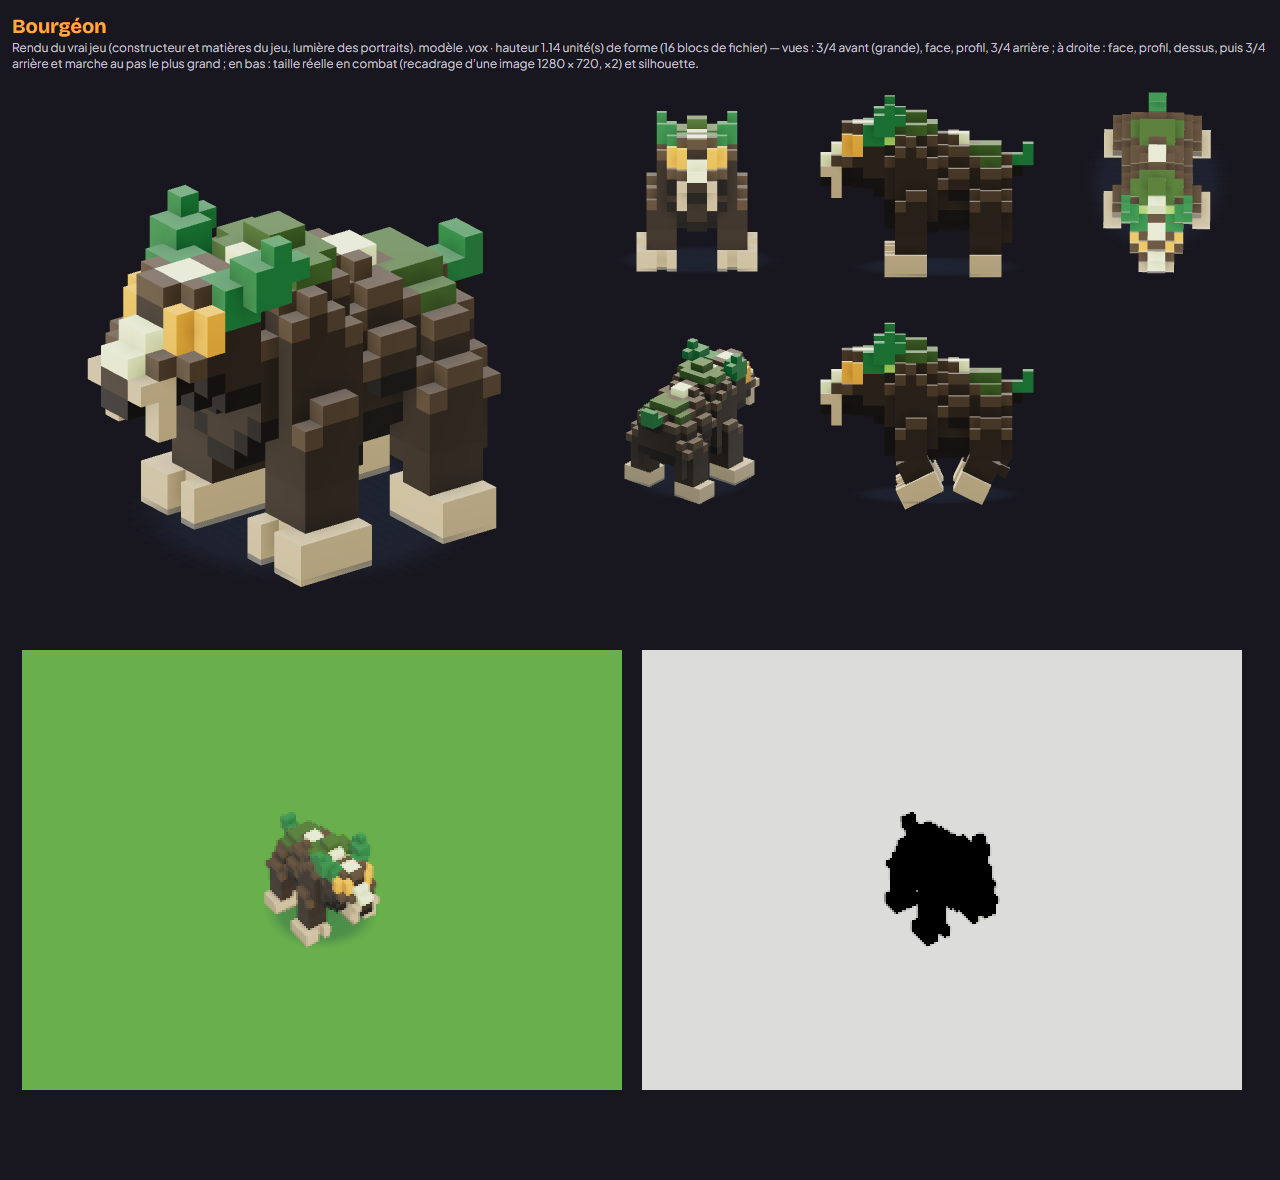 Bourgéon
Rendu du vrai jeu (constructeur et matières du jeu, lumière des portraits). modèle .vox · hauteur 1.14 unité(s) de forme (16 blocs de fichier) — vues : 3/4 avant (grande), face, profil, 3/4 arrière ; à droite : face, profil, dessus, puis 3/4
arrière et marche au pas le plus grand ; en bas : taille réelle en combat (recadrage d'une image 1280 × 720, ×2) et silhouette.